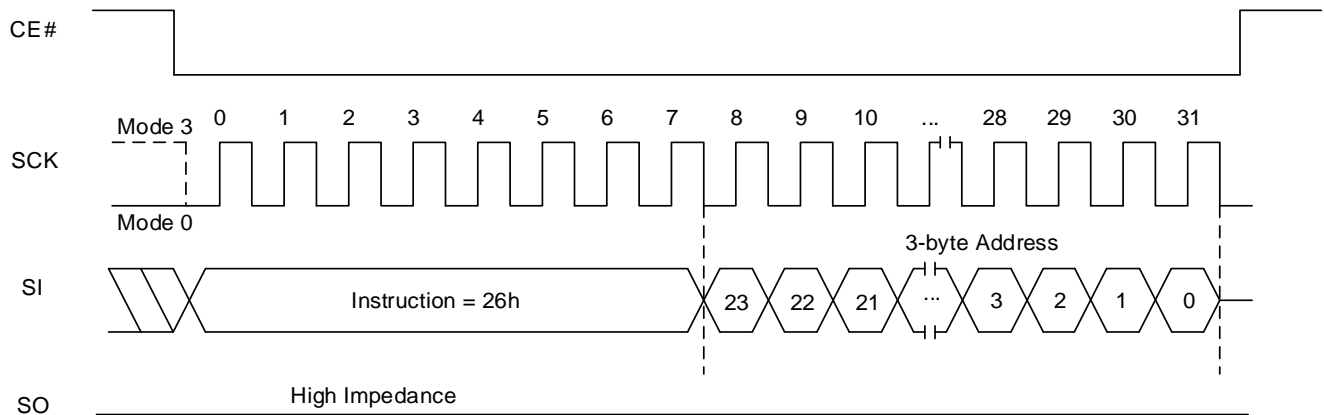 CE#
0 1 2 3 4 5 6 7 8 9 10 ... 28 29 30 31
Mode 3
SCK
Mode 0
3-byte Address
SI
Instruction = 26h 23 22 21 ... 3 2 1 0
High Impedance
SO